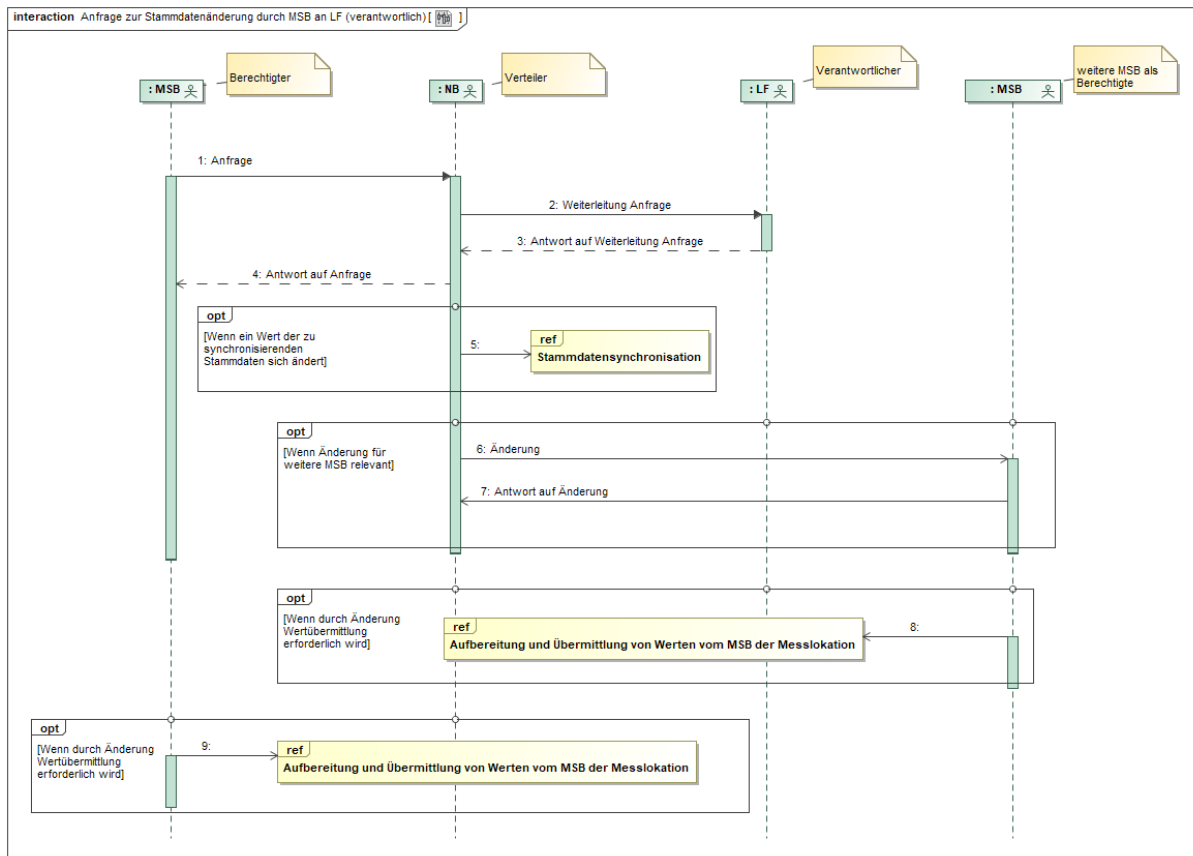 interaction Anfrage zur Stammdatenänderung durch MSB an LF (verantwortlich) [ ]
Berechtigter
Verteiler
Verantwortlicher
weitere MSB als
Berechtigte
: MSB
: NB
: LF
: MSB
1: Anfrage
2: Weiterleitung Anfrage
3: Antwort auf Weiterleitung Anfrage
4: Antwort auf Anfrage
opt
[Wenn ein Wert der zu
synchronisierenden
Stammdaten sich ändert]
5:
ref
Stammdatensynchronisation
opt
[Wenn Änderung für
weitere MSB relevant]
6: Änderung
7: Antwort auf Änderung
opt
[Wenn durch Änderung
Wertübermittlung
erforderlich wird]
ref
Aufbereitung und Übermittlung von Werten vom MSB der Messlokation
8:
opt
[Wenn durch Änderung
Wertübermittlung
erforderlich wird]
9:
ref
Aufbereitung und Übermittlung von Werten vom MSB der Messlokation